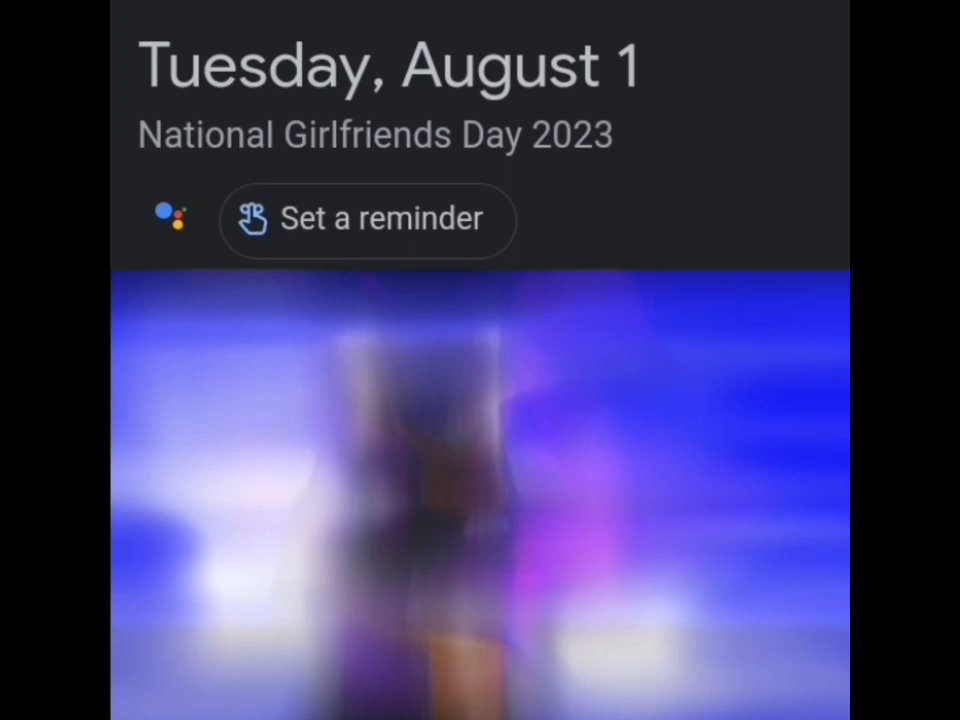 Tuesday, August 1
National Girlfriends Day 2023
Set a reminder